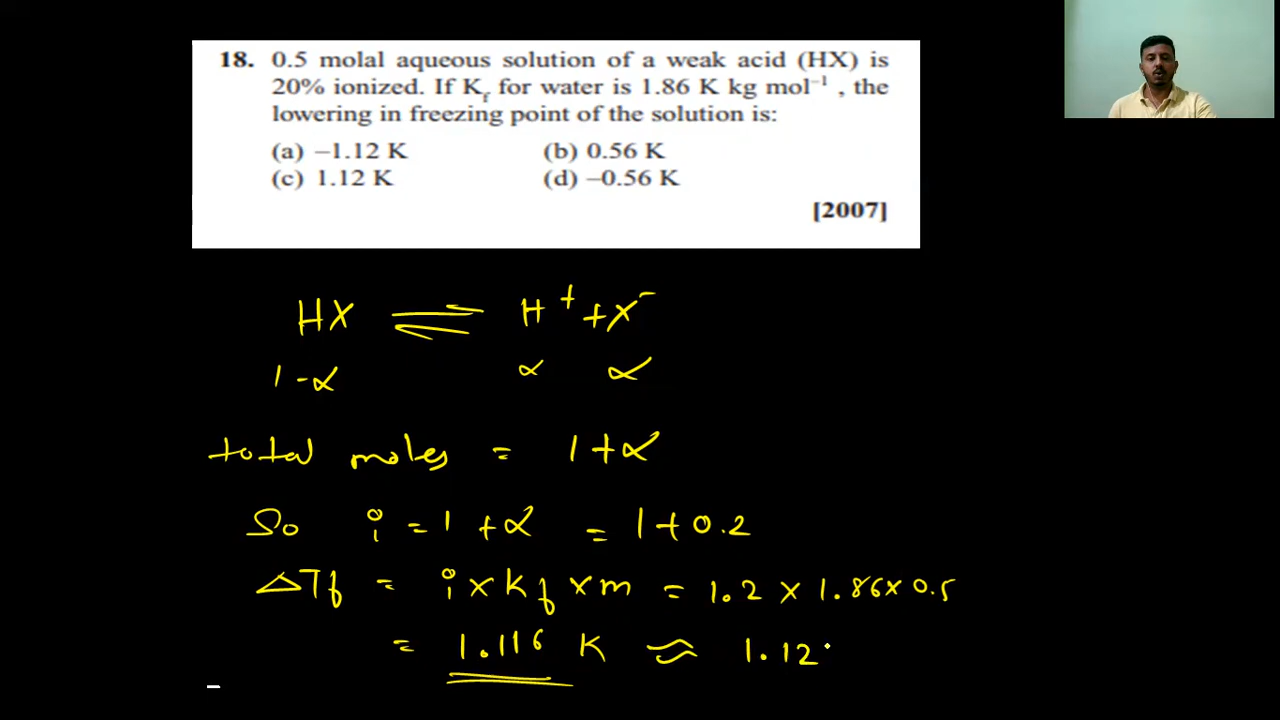 18. 0.5 molal aqueous solution of a weak acid (HX) is
20% ionized. If Kf for water is 1.86 K kg mol⁻¹ , the
lowering in freezing point of the solution is:
(a) –1.12 K (b) 0.56 K
(c) 1.12 K (d) –0.56 K
[2007]
HX ⇌ H⁺ + X⁻
1-α α α
total moles = 1+α
So i = 1 + α = 1+0.2
ΔTf = i × Kf × m = 1.2 × 1.86 × 0.5
= 1.116 K ≈ 1.12